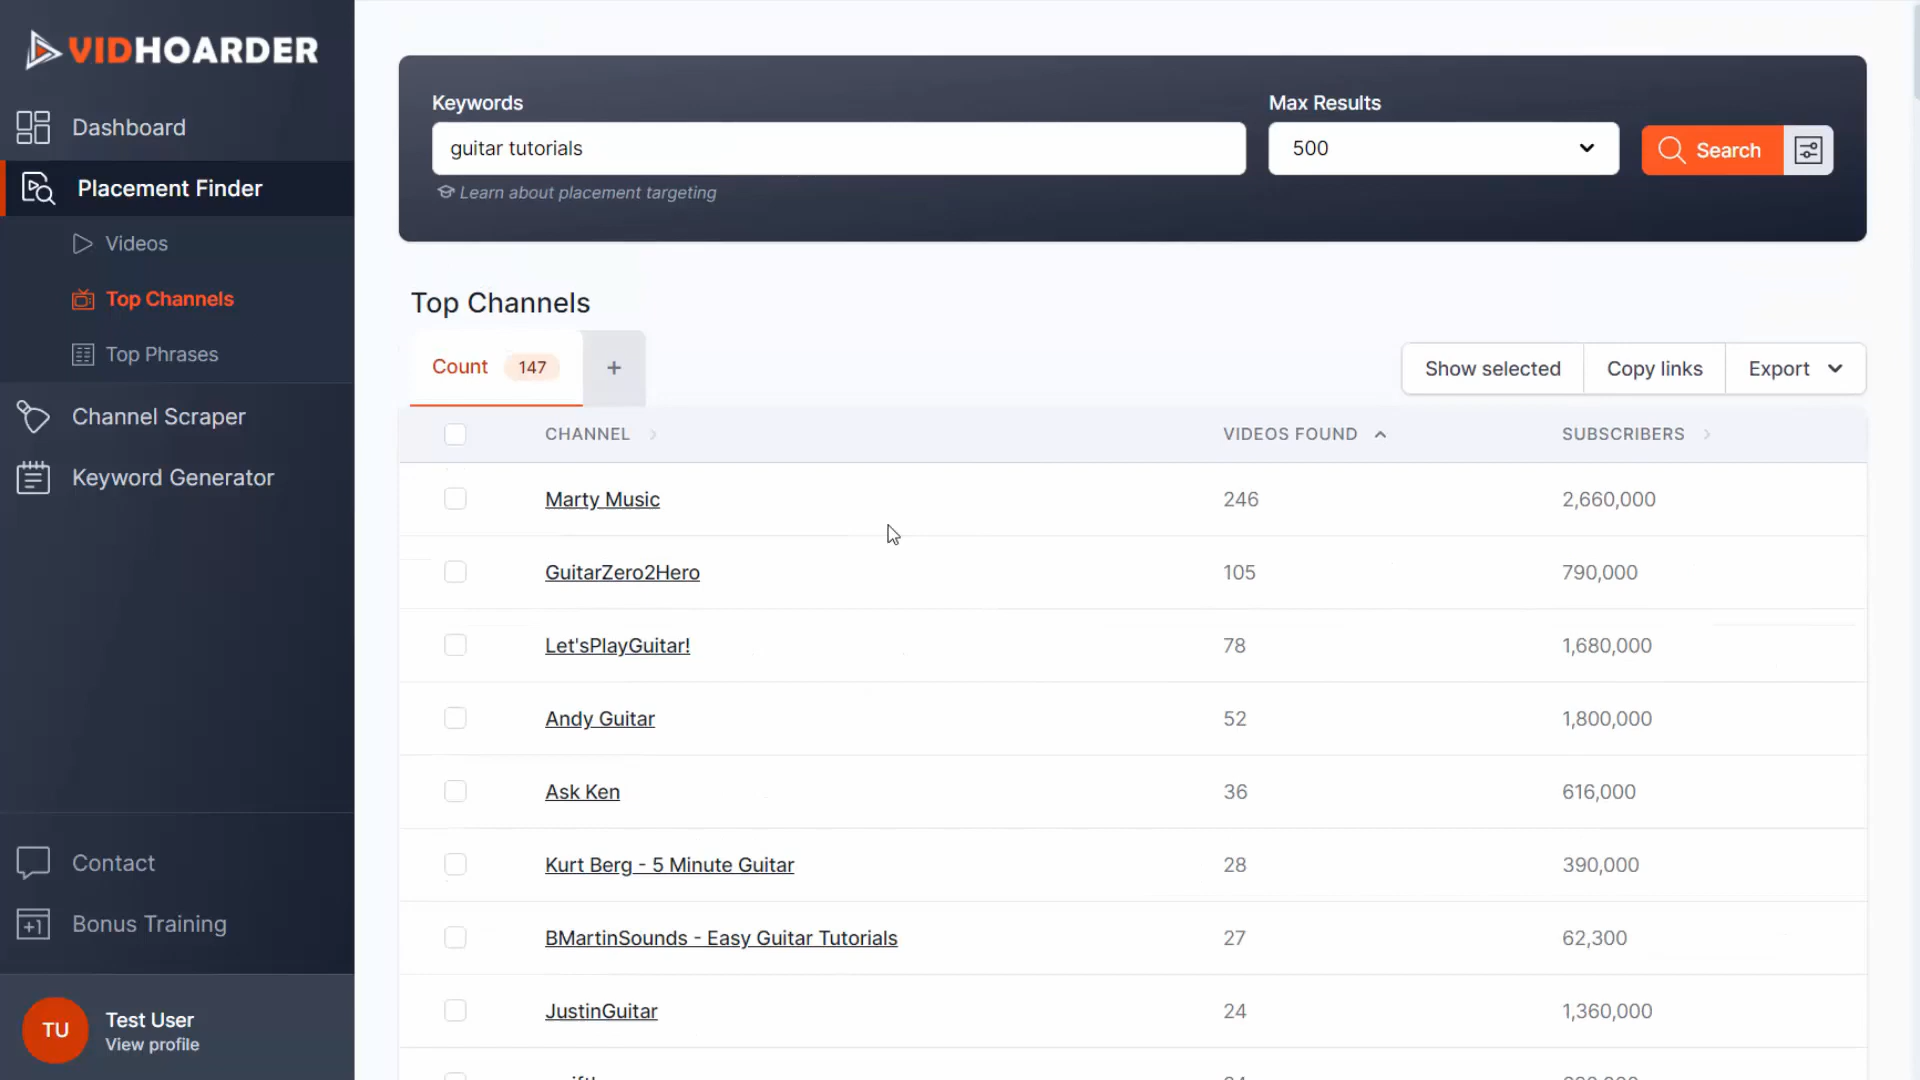 VIDHOARDER
Dashboard
Placement Finder
Videos
Top Channels
Top Phrases
Channel Scraper
Keyword Generator
Contact
+1 Bonus Training
TU
Test User
View profile
Keywords
Max Results
guitar tutorials
500
Search
Learn about placement targeting
Top Channels
Count 147 +
Show selected Copy links Export
CHANNEL VIDEOS FOUND SUBSCRIBERS
Marty Music 246 2,660,000
GuitarZero2Hero 105 790,000
Let'sPlayGuitar! 78 1,680,000
Andy Guitar 52 1,800,000
Ask Ken 36 616,000
Kurt Berg - 5 Minute Guitar 28 390,000
BMartinSounds - Easy Guitar Tutorials 27 62,300
JustinGuitar 24 1,360,000